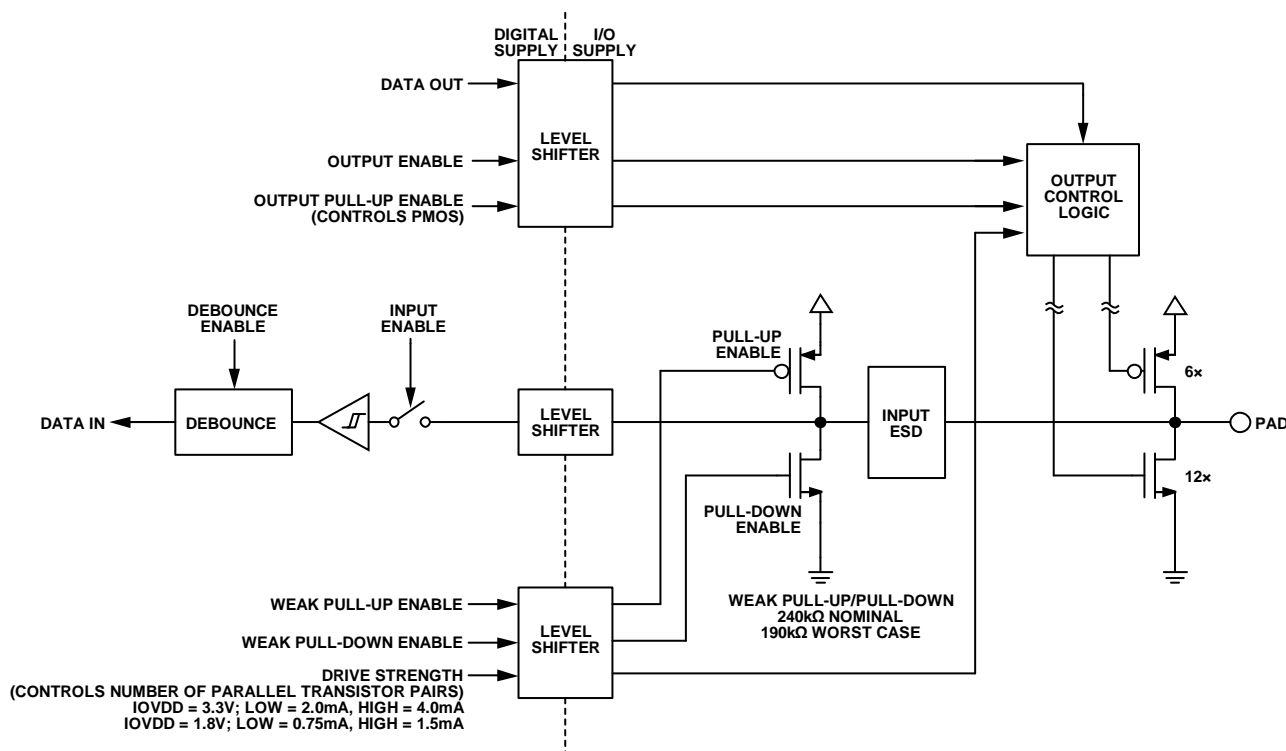 DIGITAL
SUPPLY
I/O
SUPPLY
DATA OUT
OUTPUT ENABLE
OUTPUT PULL-UP ENABLE
(CONTROLS PMOS)
LEVEL
SHIFTER
OUTPUT
CONTROL
LOGIC
DEBOUNCE
ENABLE
INPUT
ENABLE
PULL-UP
ENABLE
6×
DATA IN
DEBOUNCE
LEVEL
SHIFTER
INPUT
ESD
PAD
12×
PULL-DOWN
ENABLE
WEAK PULL-UP ENABLE
WEAK PULL-DOWN ENABLE
DRIVE STRENGTH
(CONTROLS NUMBER OF PARALLEL TRANSISTOR PAIRS)
IOVDD = 3.3V; LOW = 2.0mA, HIGH = 4.0mA
IOVDD = 1.8V; LOW = 0.75mA, HIGH = 1.5mA
LEVEL
SHIFTER
WEAK PULL-UP/PULL-DOWN
240kΩ NOMINAL
190kΩ WORST CASE